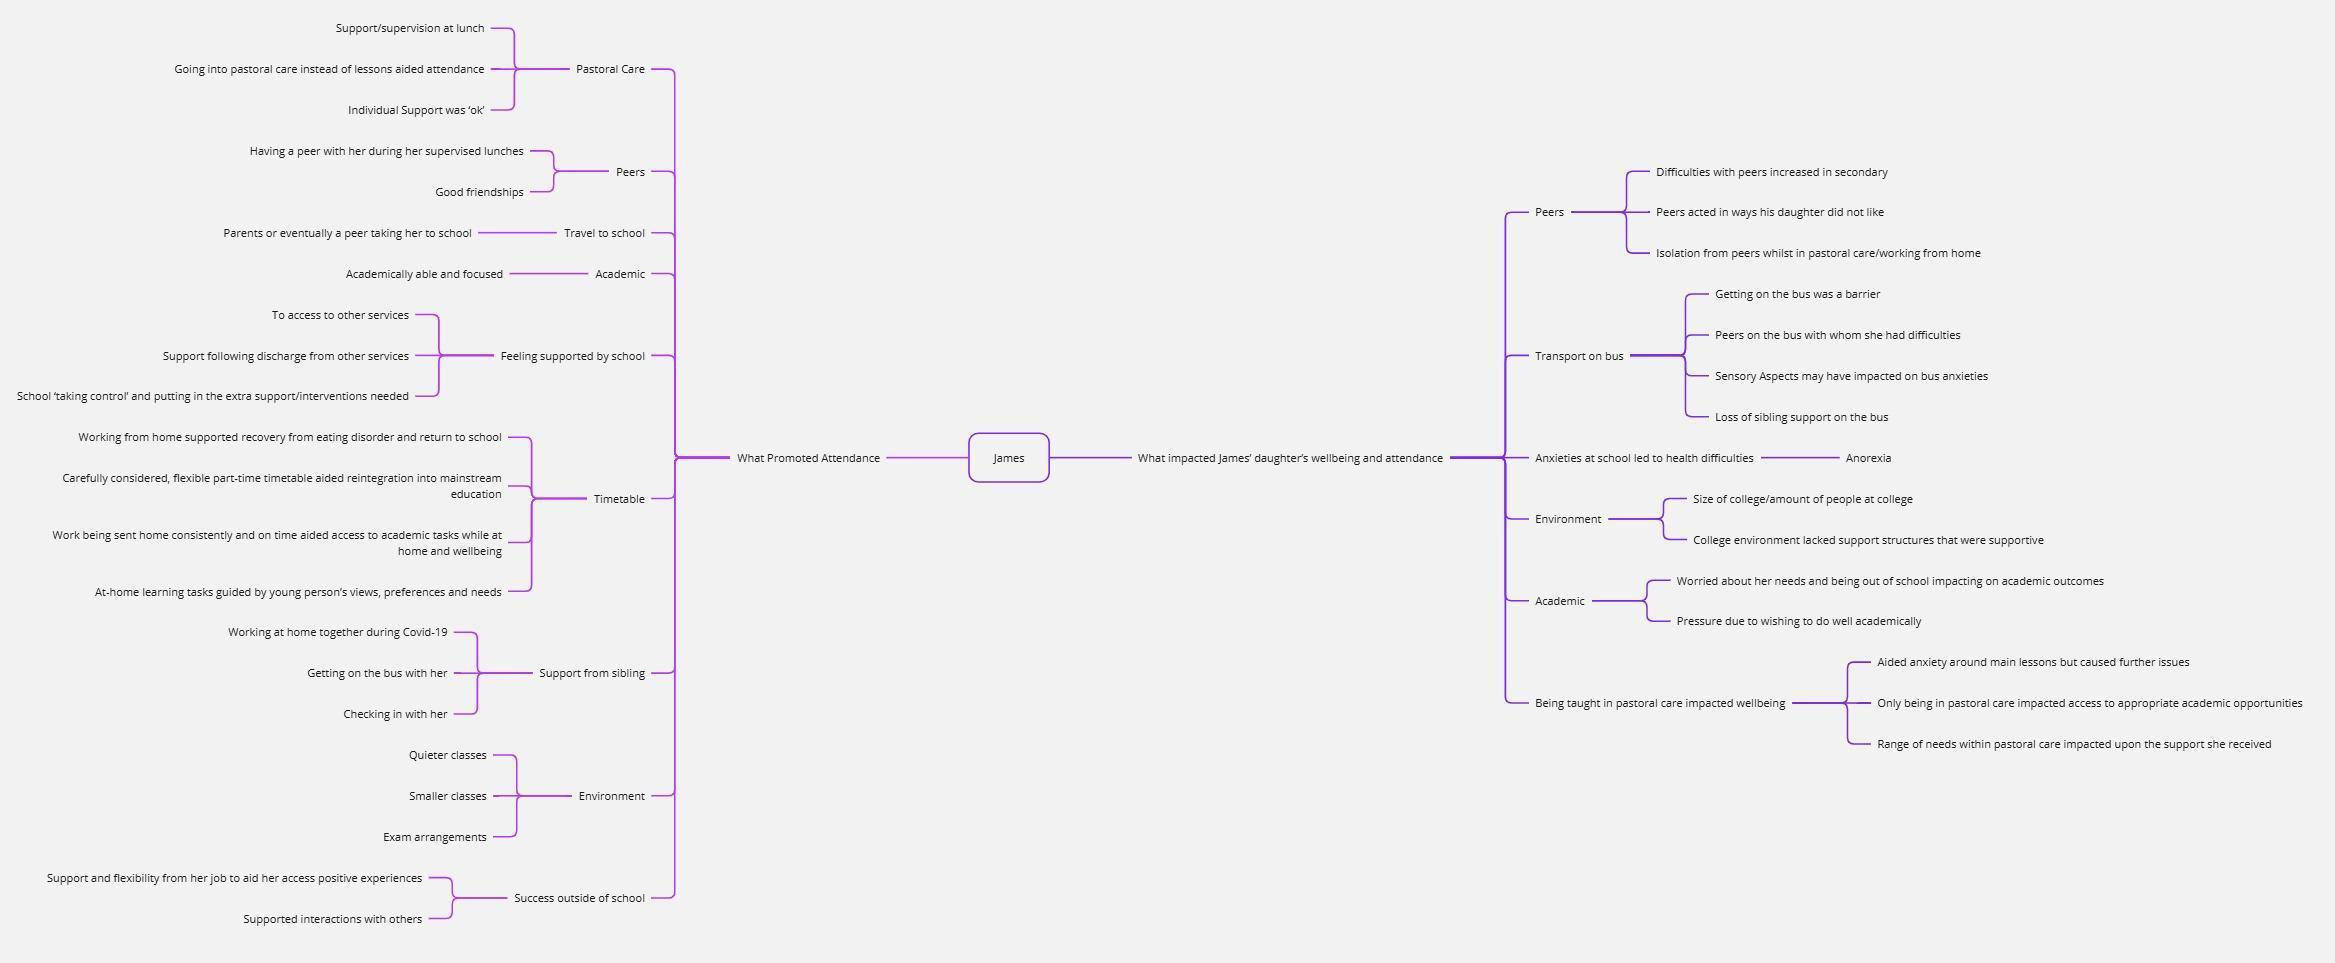 Support/supervision at lunch
Going into pastoral care instead of lessons aided attendance
Pastoral Care
Individual Support was ‘ok’
Having a peer with her during her supervised lunches
Peers
Good friendships
Parents or eventually a peer taking her to school
Travel to school
Academically able and focused
Academic
To access to other services
Support following discharge from other services
Feeling supported by school
School ‘taking control’ and putting in the extra support/interventions needed
Working from home supported recovery from eating disorder and return to school
Carefully considered, flexible part-time timetable aided reintegration into mainstream
education
Timetable
Work being sent home consistently and on time aided access to academic tasks while at
home and wellbeing
At-home learning tasks guided by young person’s views, preferences and needs
Working at home together during Covid-19
Getting on the bus with her
Support from sibling
Checking in with her
Quieter classes
Smaller classes
Environment
Exam arrangements
Support and flexibility from her job to aid her access positive experiences
Success outside of school
Supported interactions with others
What Promoted Attendance
James
What impacted James’ daughter’s wellbeing and attendance
Peers
Difficulties with peers increased in secondary
Peers acted in ways his daughter did not like
Isolation from peers whilst in pastoral care/working from home
Transport on bus
Getting on the bus was a barrier
Peers on the bus with whom she had difficulties
Sensory Aspects may have impacted on bus anxieties
Loss of sibling support on the bus
Anxieties at school led to health difficulties
Anorexia
Environment
Size of college/amount of people at college
College environment lacked support structures that were supportive
Academic
Worried about her needs and being out of school impacting on academic outcomes
Pressure due to wishing to do well academically
Being taught in pastoral care impacted wellbeing
Aided anxiety around main lessons but caused further issues
Only being in pastoral care impacted access to appropriate academic opportunities
Range of needs within pastoral care impacted upon the support she received